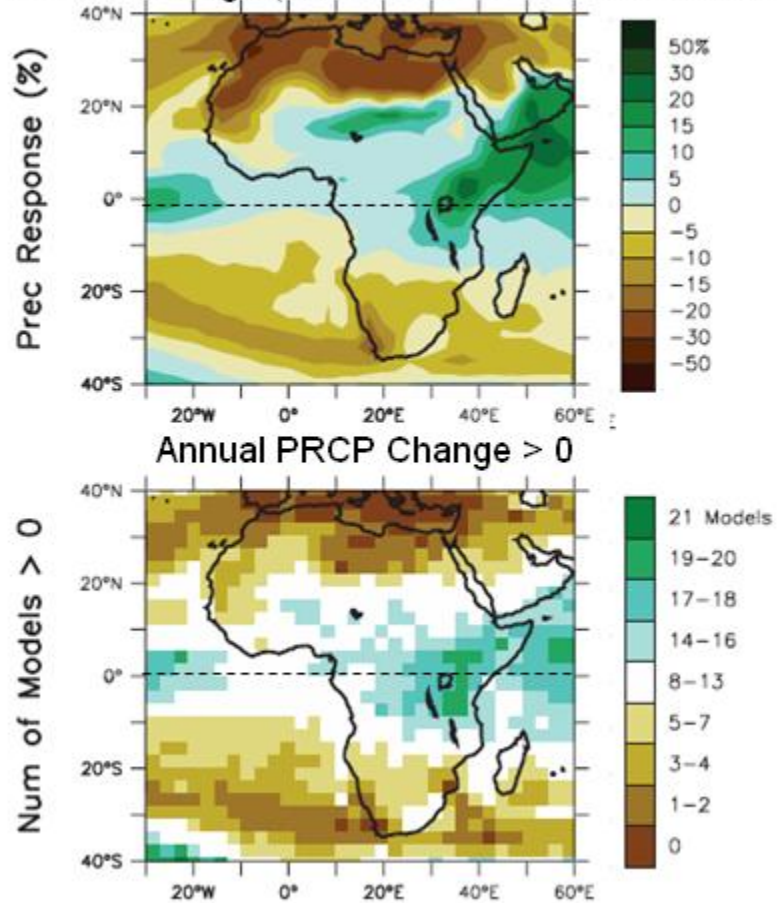 Prec Response (%)
40°N
20°N
0°
20°S
40°S
20°W 0° 20°E 40°E 60°E
50%
30
20
15
10
5
0
-5
-10
-15
-20
-30
-50
Annual PRCP Change > 0
Num of Models > 0
40°N
20°N
0°
20°S
40°S
20°W 0° 20°E 40°E 60°E
21 Models
19-20
17-18
14-16
8-13
5-7
3-4
1-2
0